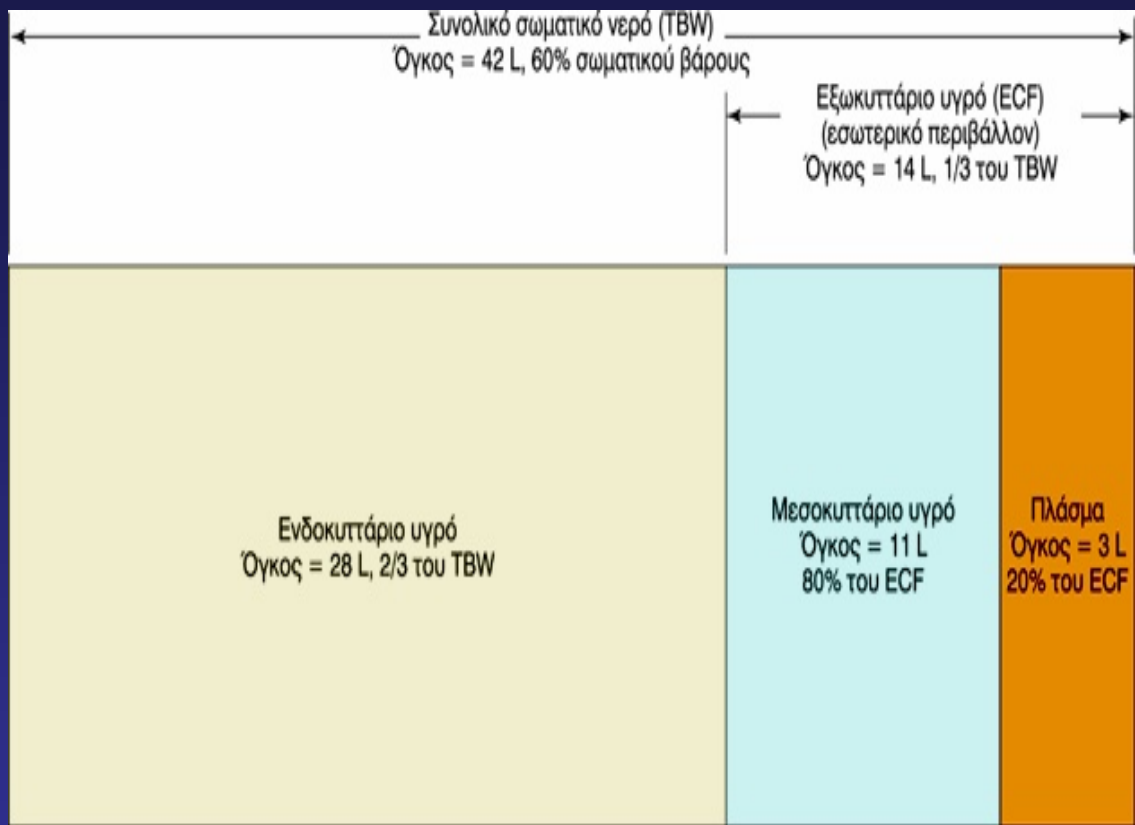 Συνολικό σωματικό νερό (TBW)
Όγκος = 42 L, 60% σωματικού βάρους
Εξωκυττάριο υγρό (ECF)
(εσωτερικό περιβάλλον)
Όγκος = 14 L, 1/3 του TBW
Ενδοκυττάριο υγρό
Όγκος = 28 L, 2/3 του TBW
Μεσοκυττάριο υγρό
Όγκος = 11 L
80% του ECF
Πλάσμα
Όγκος = 3 L
20% του ECF